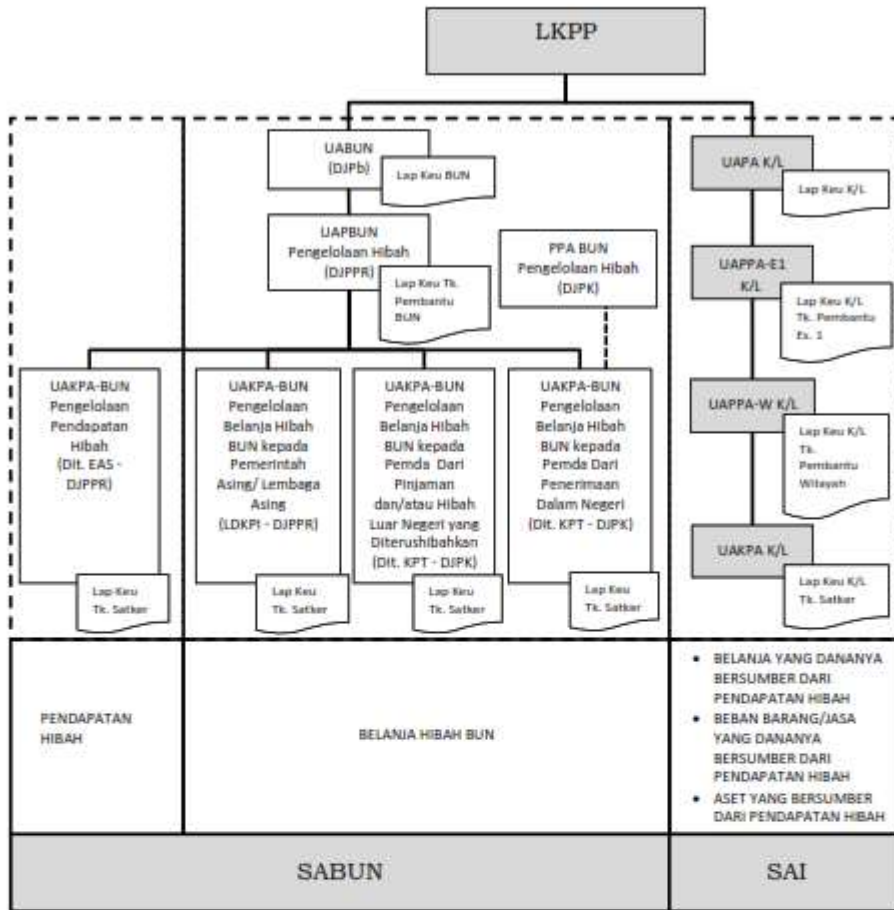 LKPP
UABUN
(DJPb)
Lap Keu BUN
UAPBUN
Pengelolaan Hibah
(DJPPR)
Lap Keu Tk.
Pembantu
BUN
PPA BUN
Pengelolaan Hibah
(DJPK)
UAPA K/L
Lap Keu K/L
UAPPA-E1
K/L
Lap Keu K/L
Tk. Pembantu
Es. 1
UAPPA-W K/L
Lap Keu K/L
Tk.
Pembantu
Wilayah
UAKPA K/L
Lap Keu K/L
Tk. Satker
UAKPA-BUN
Pengelolaan
Pendapatan
Hibah
(Dit. EAS -
DJPPR)
Lap Keu
Tk. Satker
UAKPA-BUN
Pengelolaan
Belanja Hibah
BUN kepada
Pemerintah
Asing/ Lembaga
Asing
(LDKPI - DJPPR)
Lap Keu
Tk. Satker
UAKPA-BUN
Pengelolaan
Belanja Hibah
BUN kepada
Pemda Dari
Pinjaman
dan/atau Hibah
Luar Negeri yang
Diterushibahkan
(Dit. KPT - DJPK)
Lap Keu
Tk. Satker
UAKPA-BUN
Pengelolaan
Belanja Hibah
BUN kepada
Pemda Dari
Penerimaan
Dalam Negeri
(Dit. KPT - DJPK)
Lap Keu
Tk. Satker
PENDAPATAN
HIBAH
BELANJA HIBAH BUN
• BELANJA YANG DANANYA
BERSUMBER DARI
PENDAPATAN HIBAH
• BEBAN BARANG/JASA
YANG DANANYA
BERSUMBER DARI
PENDAPATAN HIBAH
• ASET YANG BERSUMBER
DARI PENDAPATAN HIBAH
SABUN
SAI